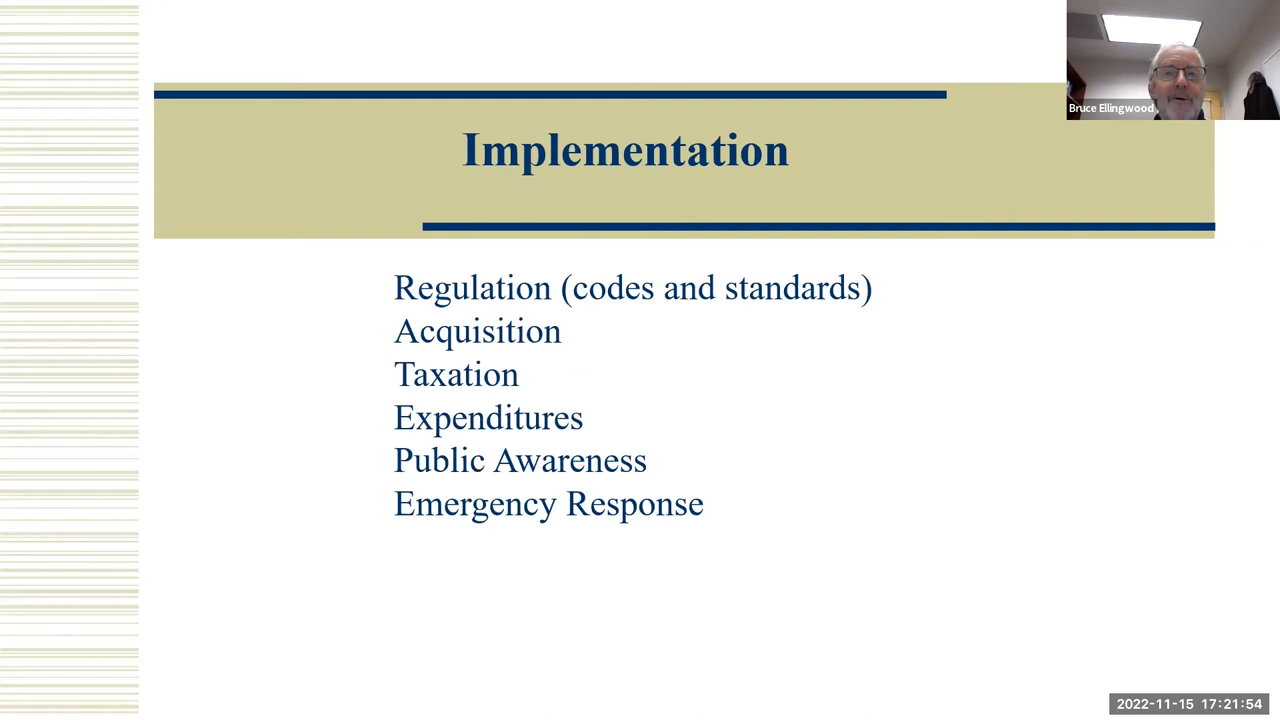 Bruce Ellingwood
Implementation
Regulation (codes and standards)
Acquisition
Taxation
Expenditures
Public Awareness
Emergency Response
2022-11-15 17:21:54